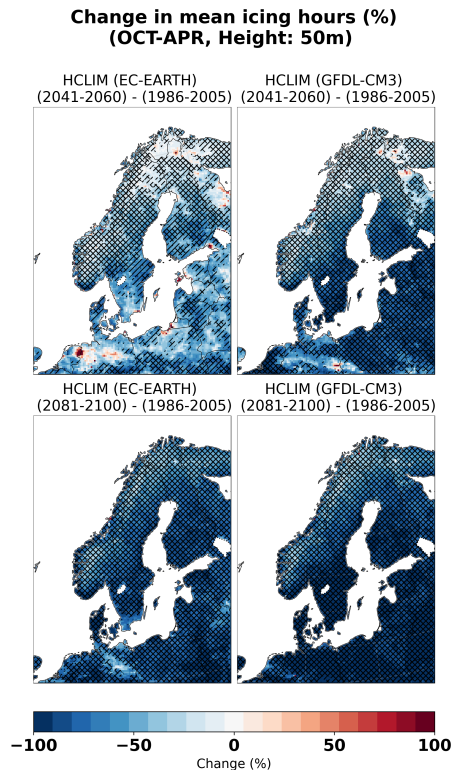 Change in mean icing hours (%)
(OCT-APR, Height: 50m)
HCLIM (EC-EARTH)
(2041-2060) - (1986-2005)
HCLIM (GFDL-CM3)
(2041-2060) - (1986-2005)
HCLIM (EC-EARTH)
(2081-2100) - (1986-2005)
HCLIM (GFDL-CM3)
(2081-2100) - (1986-2005)
−100 −50 0 50 100
Change (%)